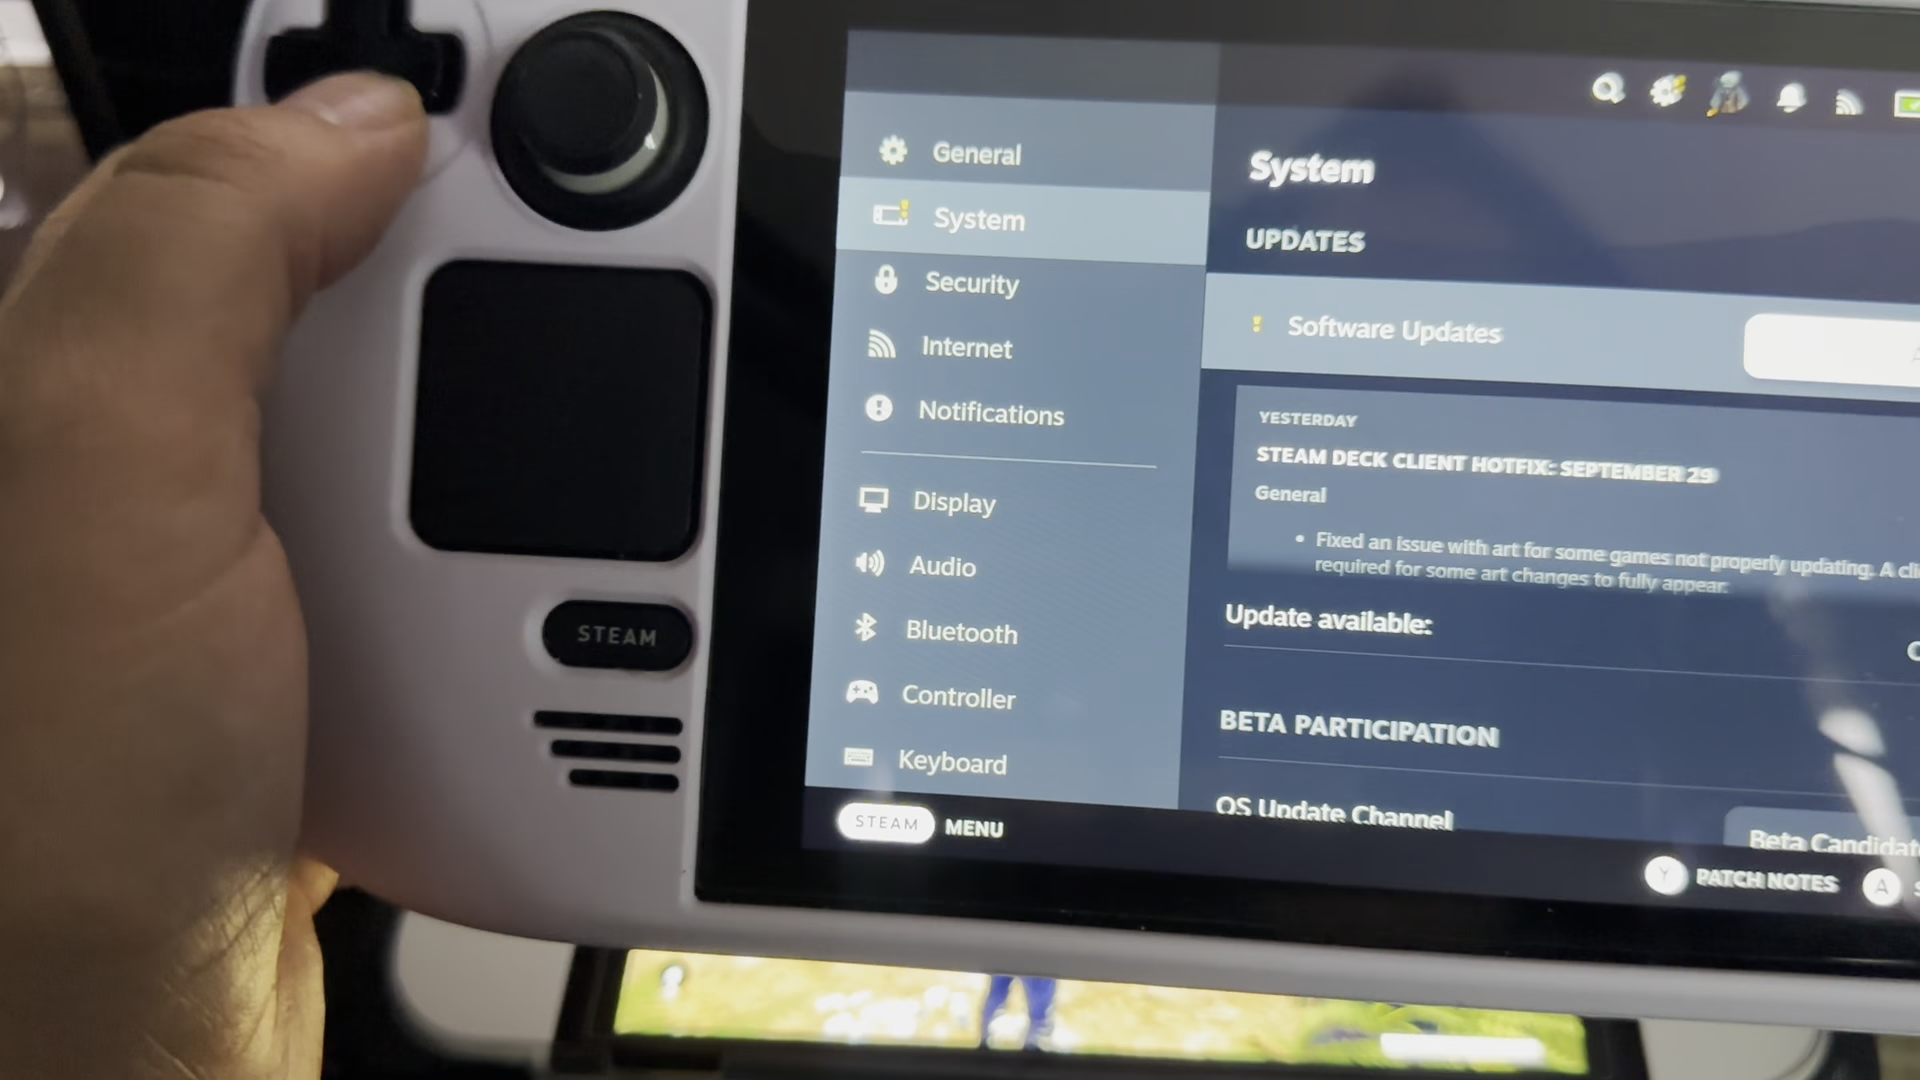 General
System
Security
Internet
Notifications
Display
Audio
Bluetooth
Controller
Keyboard
STEAM MENU
STEAM
System
UPDATES
Software Updates
YESTERDAY
STEAM DECK CLIENT HOTFIX: SEPTEMBER 29
General
• Fixed an issue with art for some games not properly updating. A cli
required for some art changes to fully appear.
Update available:
BETA PARTICIPATION
OS Update Channel
Beta Candidat
Y PATCH NOTES A